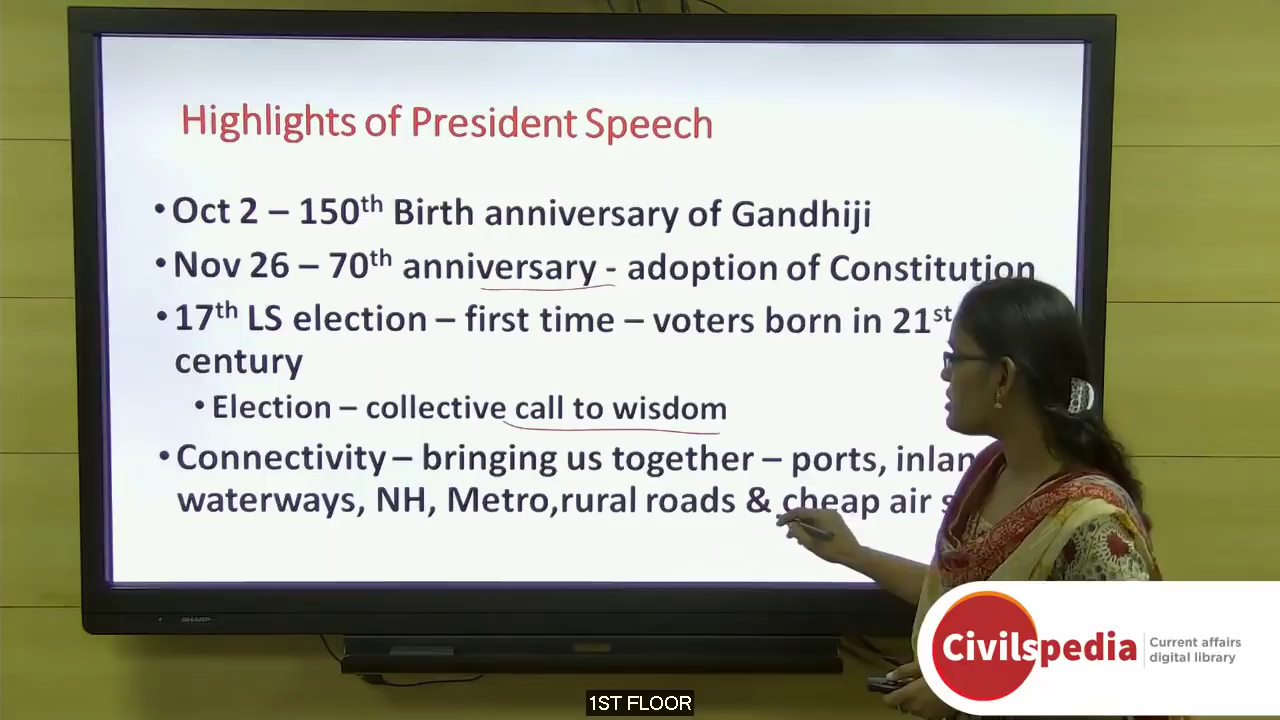 Highlights of President Speech
• Oct 2 – 150th Birth anniversary of Gandhiji
• Nov 26 – 70th anniversary - adoption of Constitution
• 17th LS election – first time – voters born in 21st
century
• Election – collective call to wisdom
• Connectivity – bringing us together – ports,
waterways, NH, Metro,rural roads & cheap air
SHARP
Civilspedia
Current affairs
digital library
1ST FLOOR